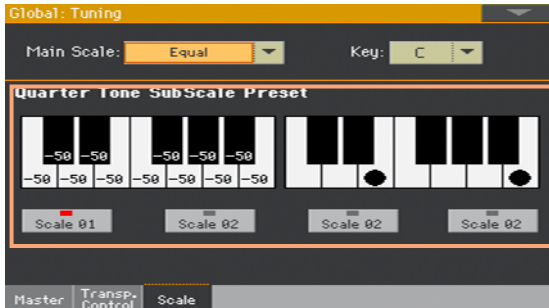 Global: Tuning
Main Scale: Equal Key: C
Quarter Tone SubScale Preset
-50 -50 -50 -50 -50
-50 -50 -50 -50 -50 -50 -50
Scale 01 Scale 02 Scale 02 Scale 02
Master Transp. Control Scale